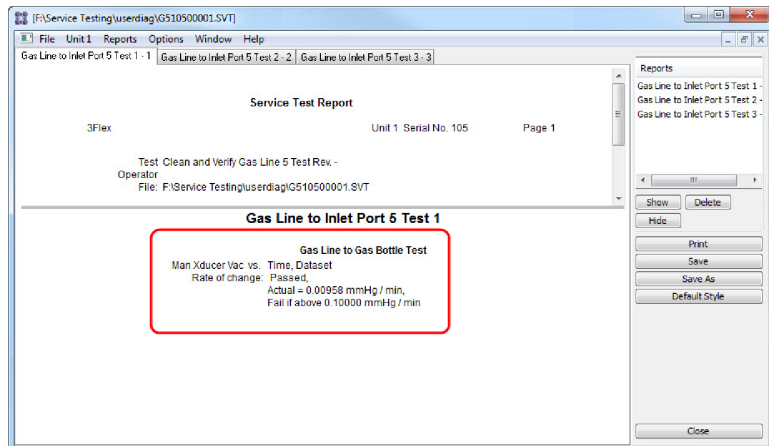 [F:\Service Testing\userdiag\G510500001.SVT]
File Unit1 Reports Options Window Help
Gas Line to Inlet Port 5 Test 1 - 1 Gas Line to Inlet Port 5 Test 2 - 2 Gas Line to Inlet Port 5 Test 3 - 3
Service Test Report
3Flex Unit 1 Serial No. 105 Page 1
Test Clean and Verify Gas Line 5 Test Rev. -
Operator
File: F:\Service Testing\userdiag\G510500001.SVT
Gas Line to Inlet Port 5 Test 1
Gas Line to Gas Bottle Test
Man Xducer Vac vs. Time, Dataset
Rate of change: Passed,
Actual = 0.00958 mmHg / min,
Fail if above 0.10000 mmHg / min
Reports
Gas Line to Inlet Port 5 Test 1 -
Gas Line to Inlet Port 5 Test 2 -
Gas Line to Inlet Port 5 Test 3 -
Show Delete
Hide
Print
Save
Save As
Default Style
Close